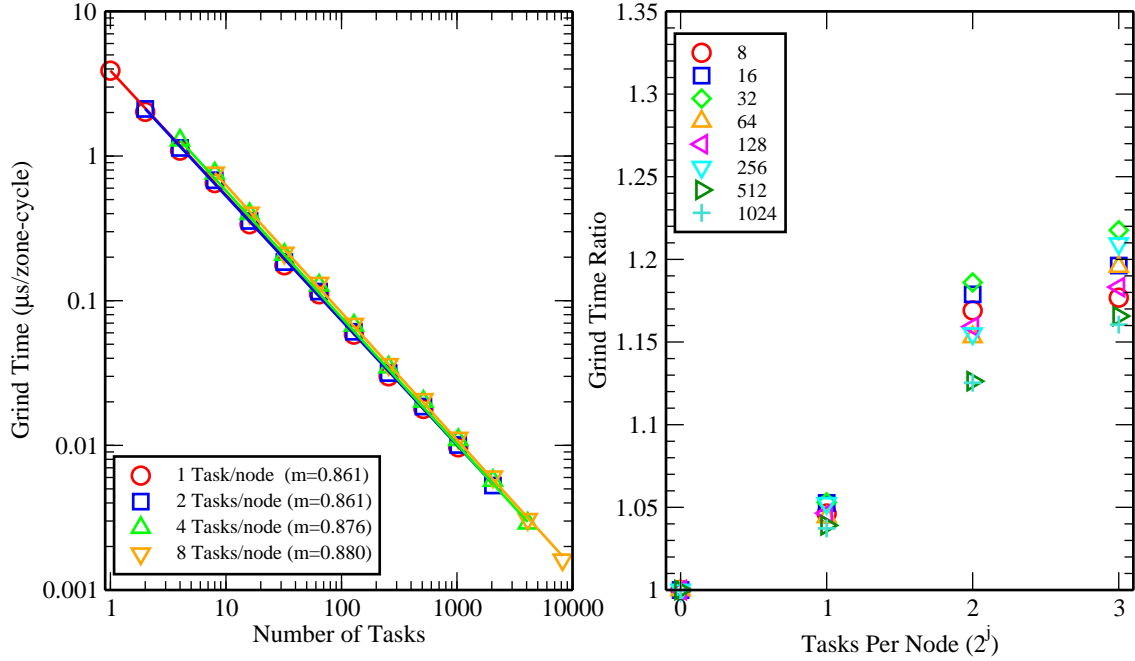 10
1
0.1
0.01
0.001
Grind Time (μs/zone-cycle)
1 10 100 1000 10000
Number of Tasks
1 Task/node (m=0.861)
2 Tasks/node (m=0.861)
4 Tasks/node (m=0.876)
8 Tasks/node (m=0.880)
1.35
1.3
1.25
1.2
1.15
1.1
1.05
1
Grind Time Ratio
0 1 2 3
Tasks Per Node (2^j)
8
16
32
64
128
256
512
1024